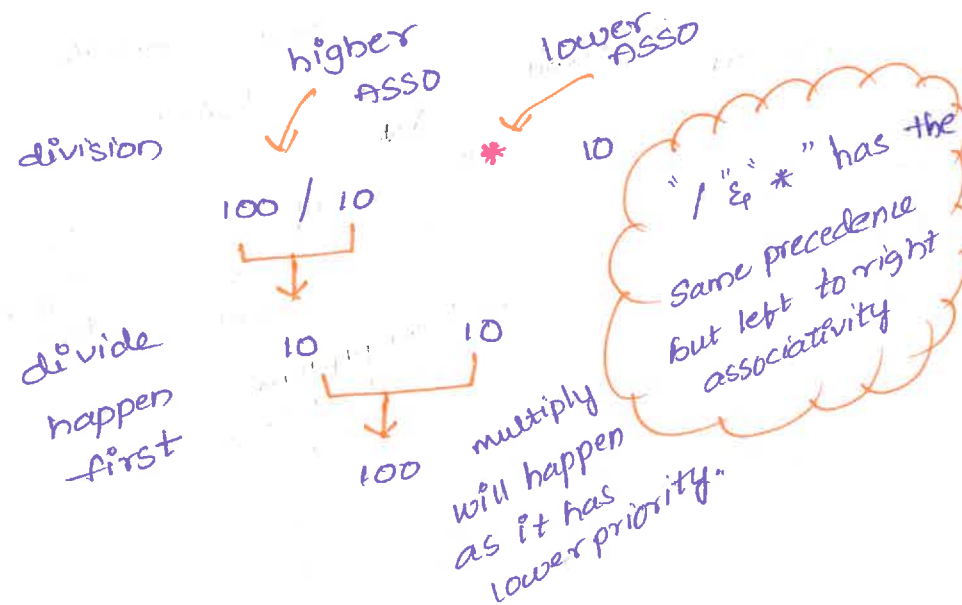 higher
ASSO
lower
ASSO
division
100 / 10 * 10
"/" & "*" has the
same precedence
but left to right
associativity
divide
happen
first
10 10
100
multiply
will happen
as it has
lower priority.